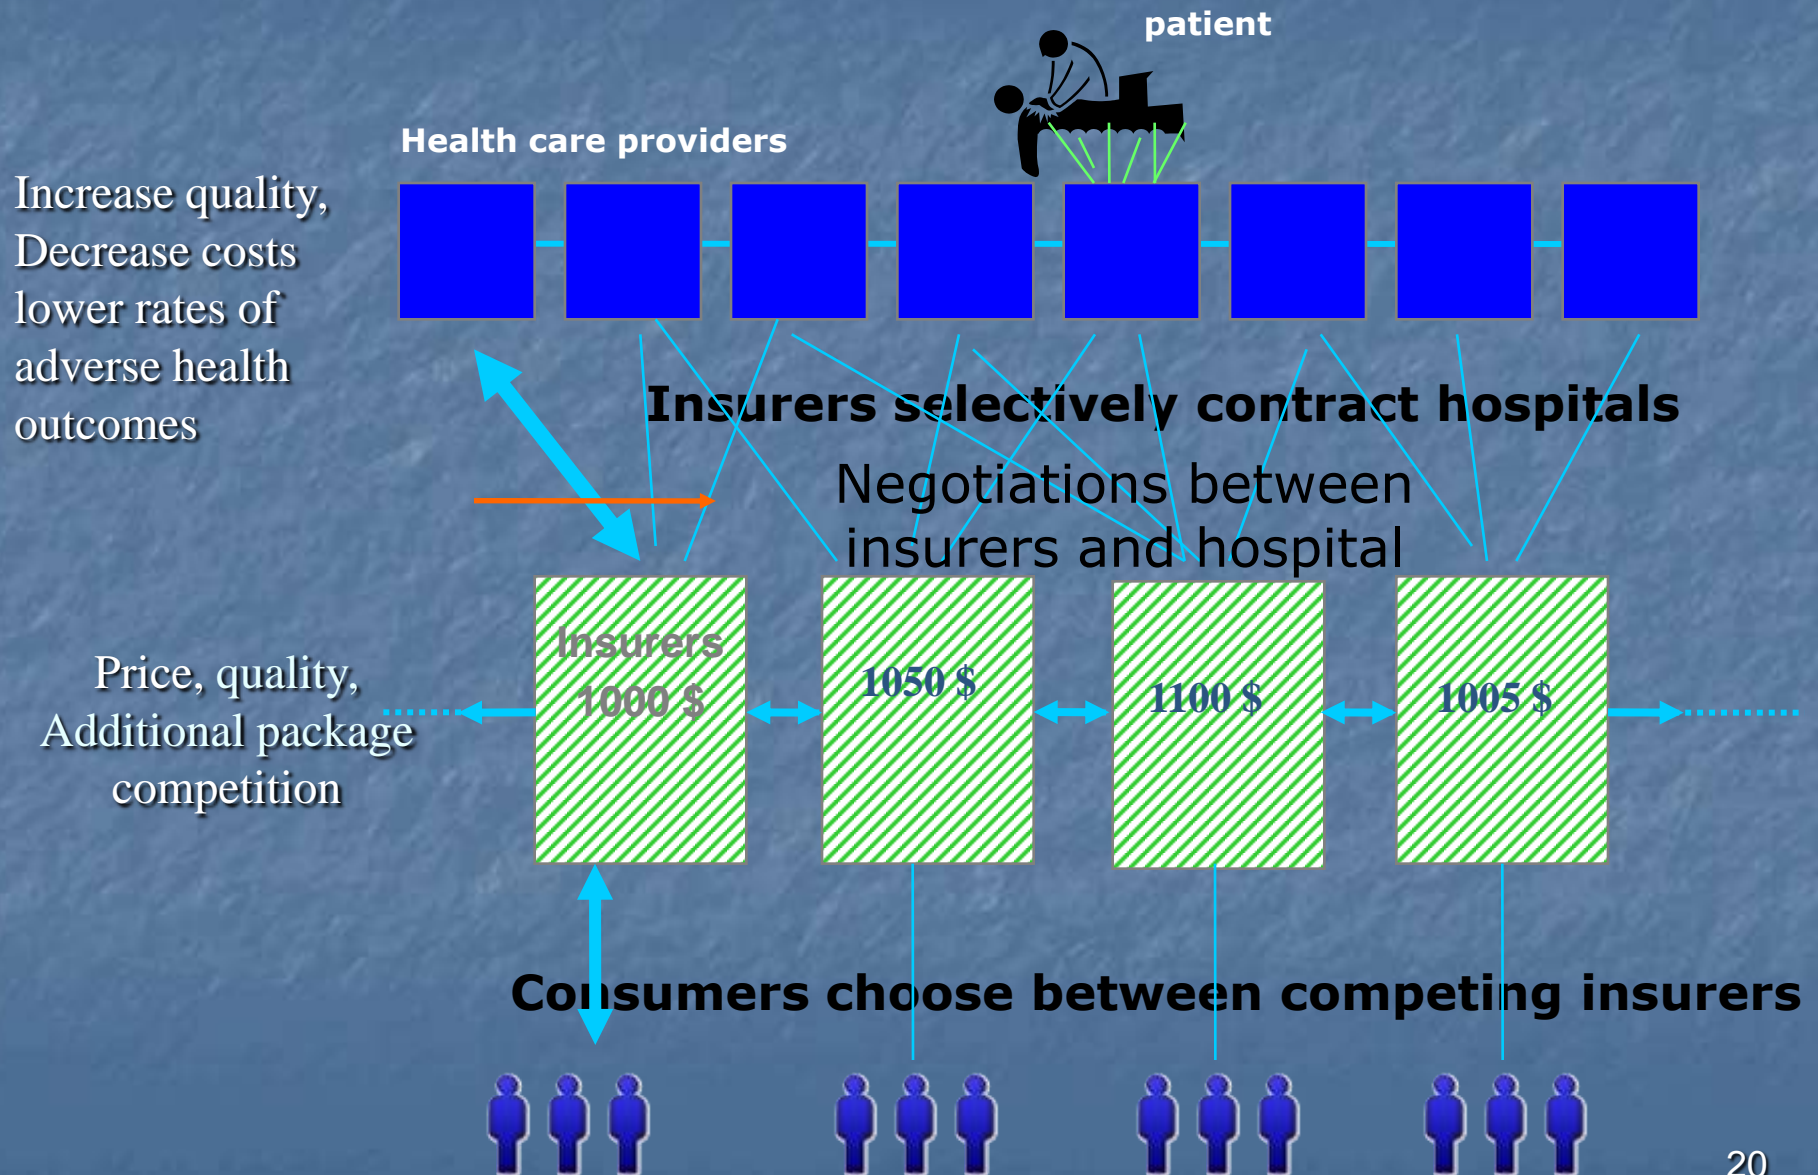 patient
Health care providers
Increase quality,
Decrease costs
lower rates of
adverse health
outcomes
Insurers selectively contract hospitals
Negotiations between
insurers and hospital
Insurers
1000 $
1050 $
1100 $
1005 $
Price, quality,
Additional package
competition
Consumers choose between competing insurers
20